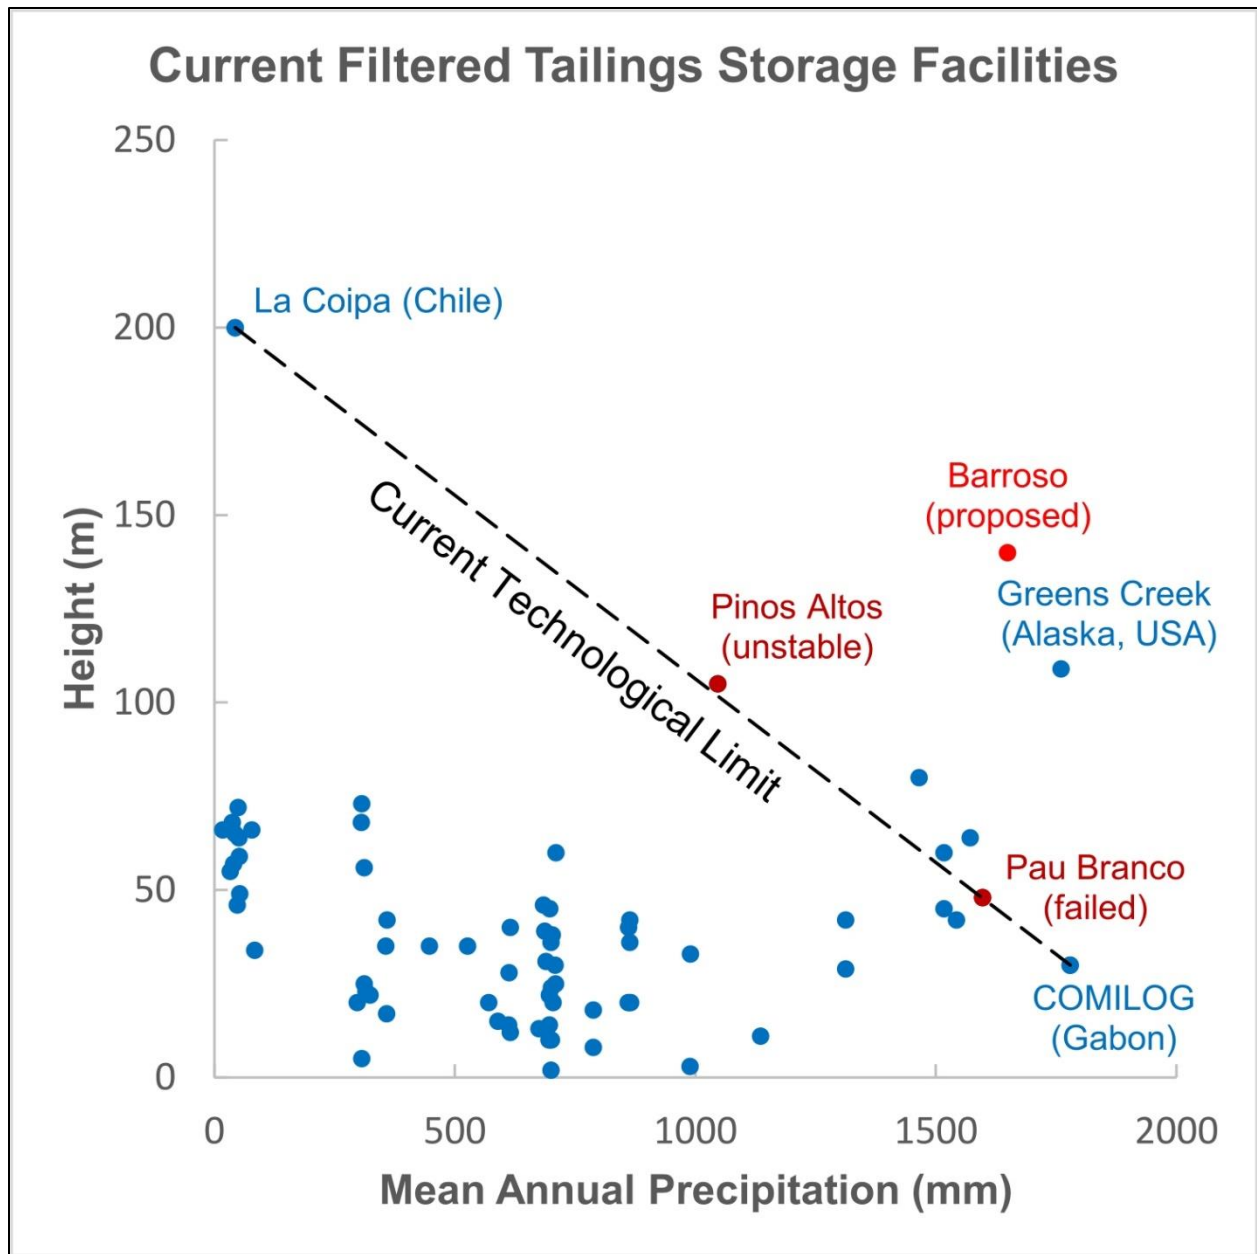 Current Filtered Tailings Storage Facilities
250
200
150
100
50
0
Height (m)
La Coipa (Chile)
Current Technological Limit
Barroso
(proposed)
Pinos Altos
(unstable)
Greens Creek
(Alaska, USA)
Pau Branco
(failed)
COMILOG
(Gabon)
0 500 1000 1500 2000
Mean Annual Precipitation (mm)